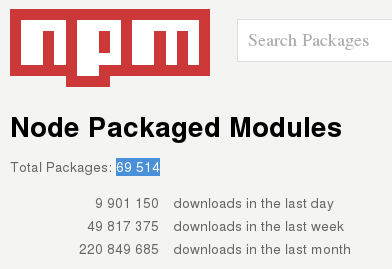 npm
Search Packages
Node Packaged Modules
Total Packages: 69 514
9 901 150 downloads in the last day
49 817 375 downloads in the last week
220 849 685 downloads in the last month